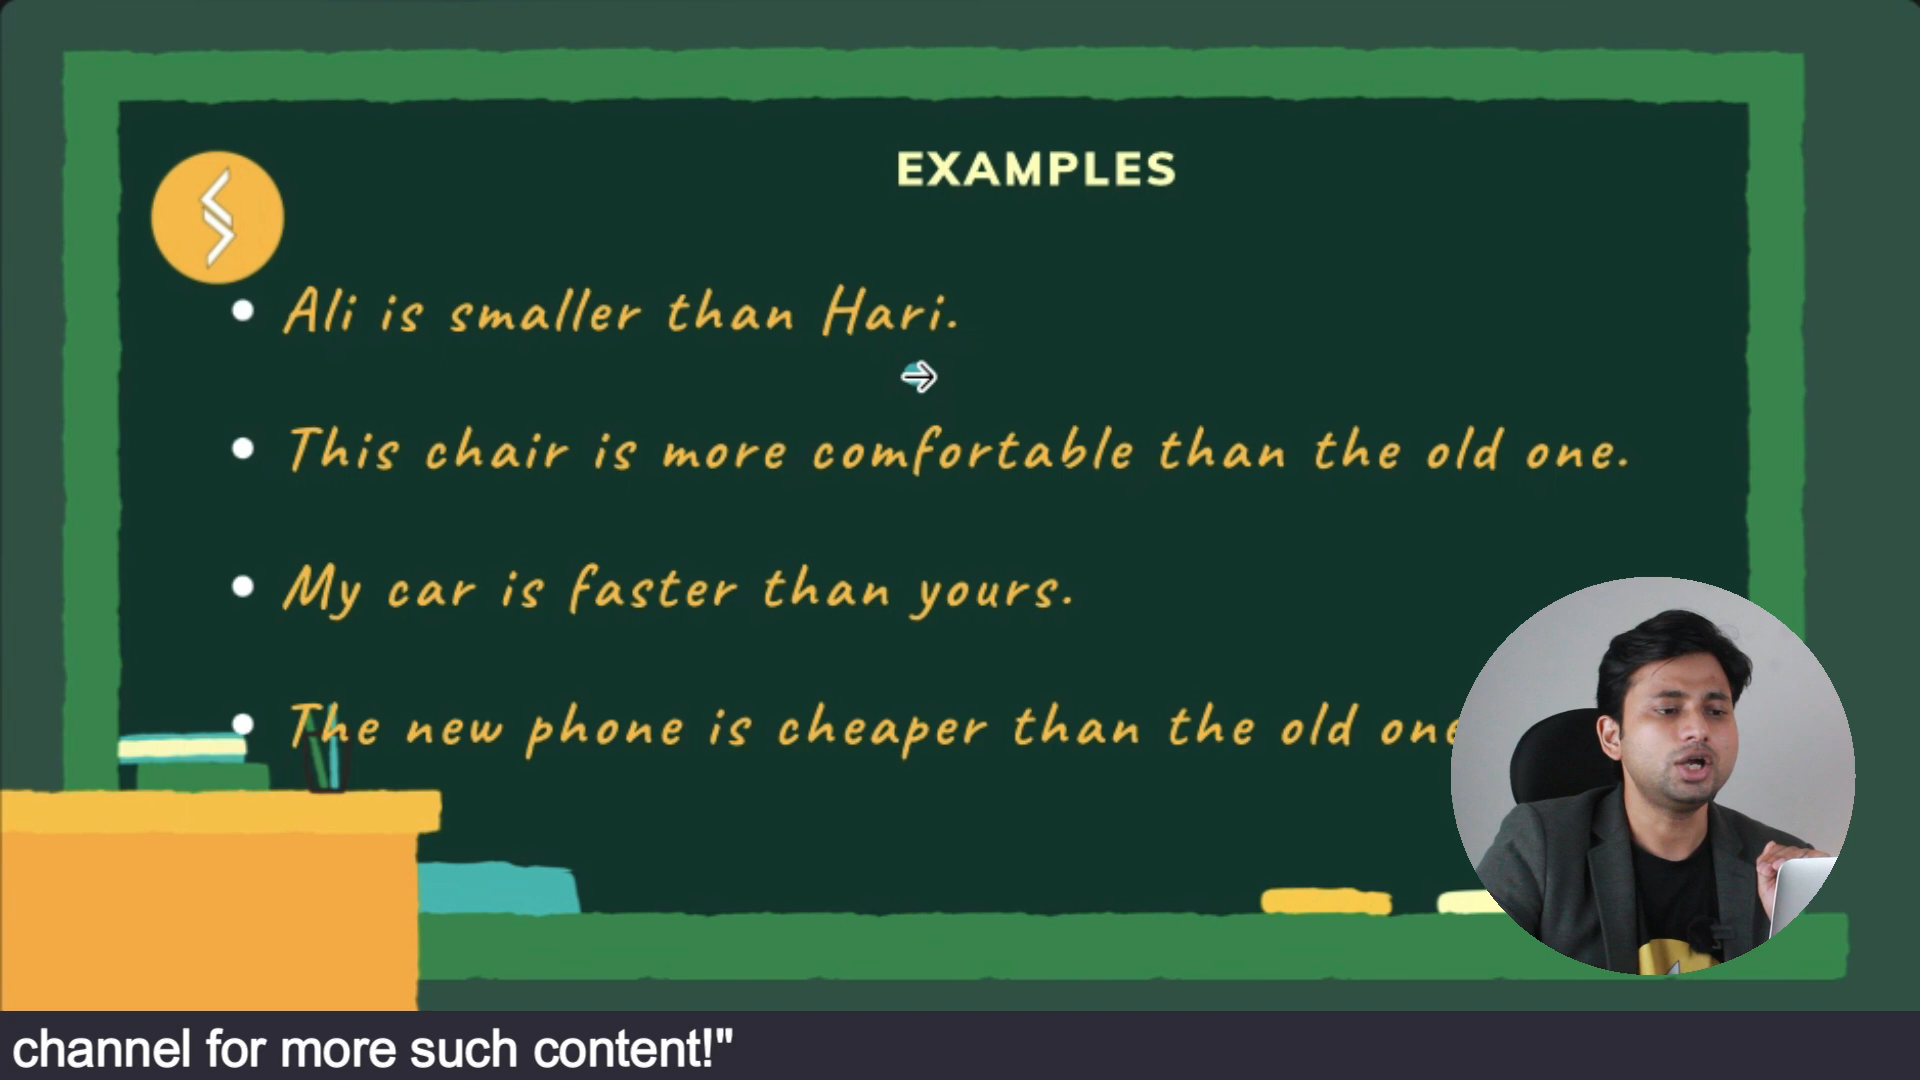 EXAMPLES
Ali is smaller than Hari.
This chair is more comfortable than the old one.
My car is faster than yours.
The new phone is cheaper than the old one
channel for more such content!"